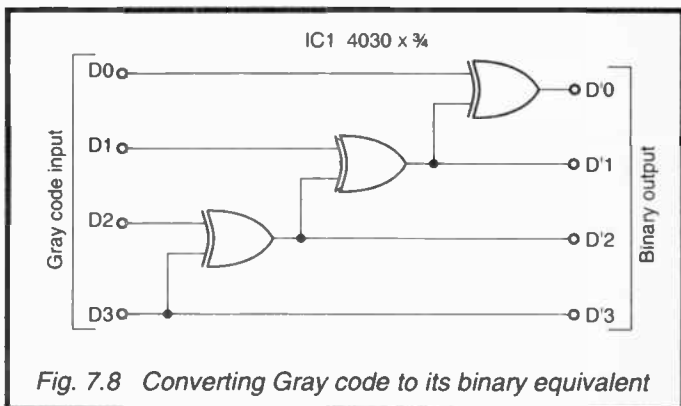 IC1 4030 x ¾
D0
D'0
D1
D'1
D2
D'2
D3
D'3
Gray code input
Binary output
Fig. 7.8 Converting Gray code to its binary equivalent